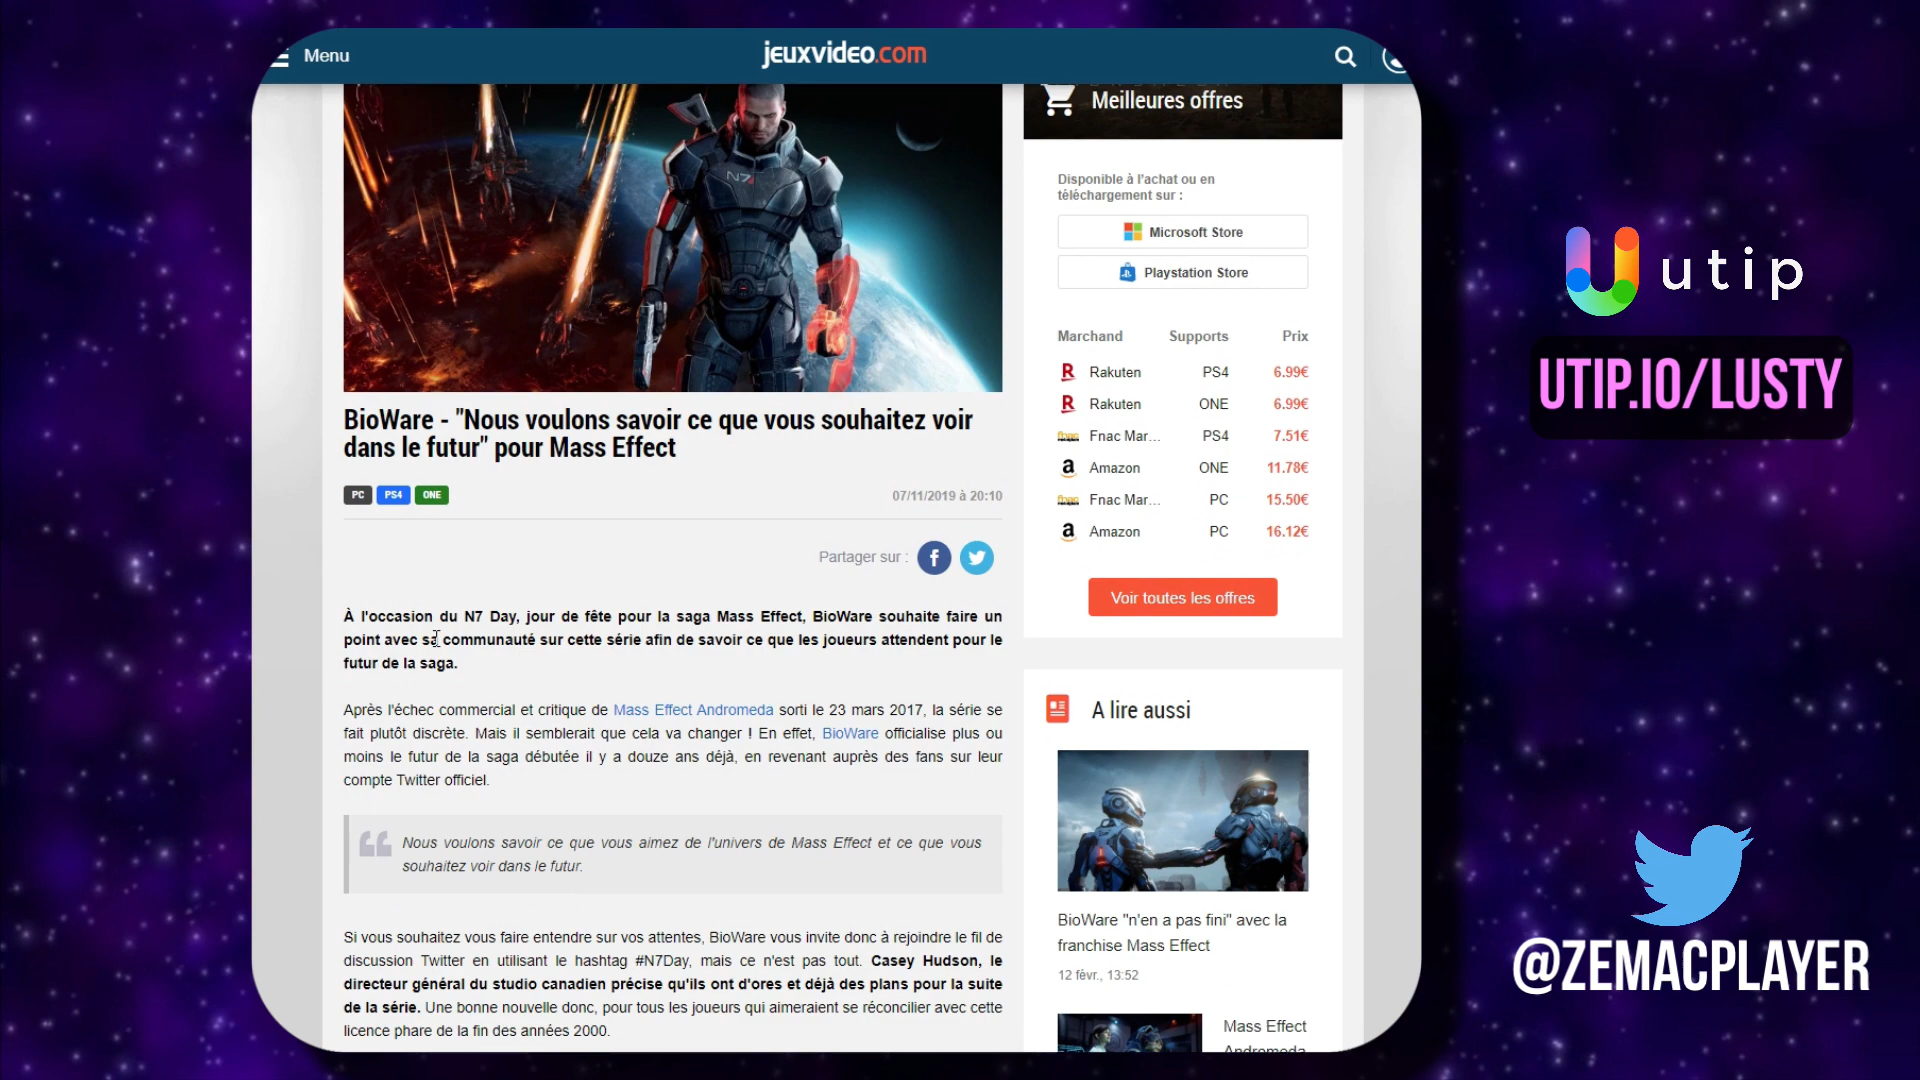 Menu
jeuxvideo.com
N7
BioWare - "Nous voulons savoir ce que vous souhaitez voir
dans le futur" pour Mass Effect
PC PS4 ONE
07/11/2019 à 20:10
Partager sur :
À l'occasion du N7 Day, jour de fête pour la saga Mass Effect, BioWare souhaite faire un
point avec sa communauté sur cette série afin de savoir ce que les joueurs attendent pour le
futur de la saga.
Après l'échec commercial et critique de Mass Effect Andromeda sorti le 23 mars 2017, la série se
fait plutôt discrète. Mais il semblerait que cela va changer ! En effet, BioWare officialise plus ou
moins le futur de la saga débutée il y a douze ans déjà, en revenant auprès des fans sur leur
compte Twitter officiel.
Nous voulons savoir ce que vous aimez de l'univers de Mass Effect et ce que vous
souhaitez voir dans le futur.
Si vous souhaitez vous faire entendre sur vos attentes, BioWare vous invite donc à rejoindre le fil de
discussion Twitter en utilisant le hashtag #N7Day, mais ce n'est pas tout. Casey Hudson, le
directeur général du studio canadien précise qu'ils ont d'ores et déjà des plans pour la suite
de la série. Une bonne nouvelle donc, pour tous les joueurs qui aimeraient se réconcilier avec cette
licence phare de la fin des années 2000.
Meilleures offres
Disponible à l'achat ou en
téléchargement sur :
Microsoft Store
Playstation Store
Marchand Supports Prix
Rakuten PS4 6.99€
Rakuten ONE 6.99€
Fnac Mar... PS4 7.51€
Amazon ONE 11.78€
Fnac Mar... PC 15.50€
Amazon PC 16.12€
Voir toutes les offres
A lire aussi
BioWare "n'en a pas fini" avec la
franchise Mass Effect
12 févr., 13:52
Mass Effect
Andromeda
utip
UTIP.IO/LUSTY
@ZEMACPLAYER